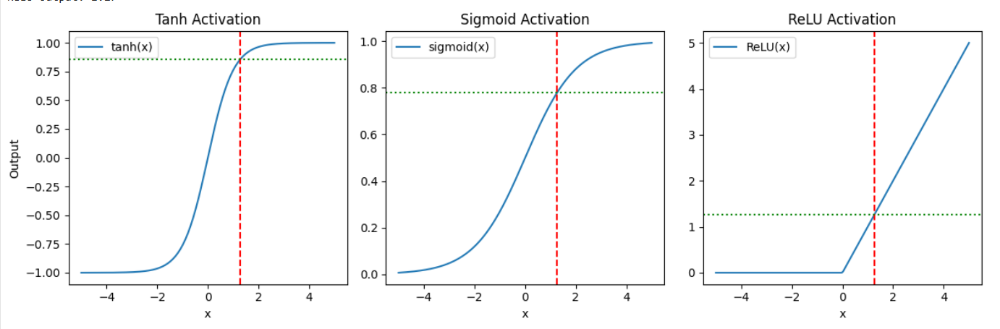 Tanh Activation
tanh(x)
1.00
0.75
0.50
0.25
0.00
−0.25
−0.50
−0.75
−1.00
Output
−4 −2 0 2 4
x
Sigmoid Activation
sigmoid(x)
1.0
0.8
0.6
0.4
0.2
0.0
−4 −2 0 2 4
x
ReLU Activation
ReLU(x)
5
4
3
2
1
0
−4 −2 0 2 4
x